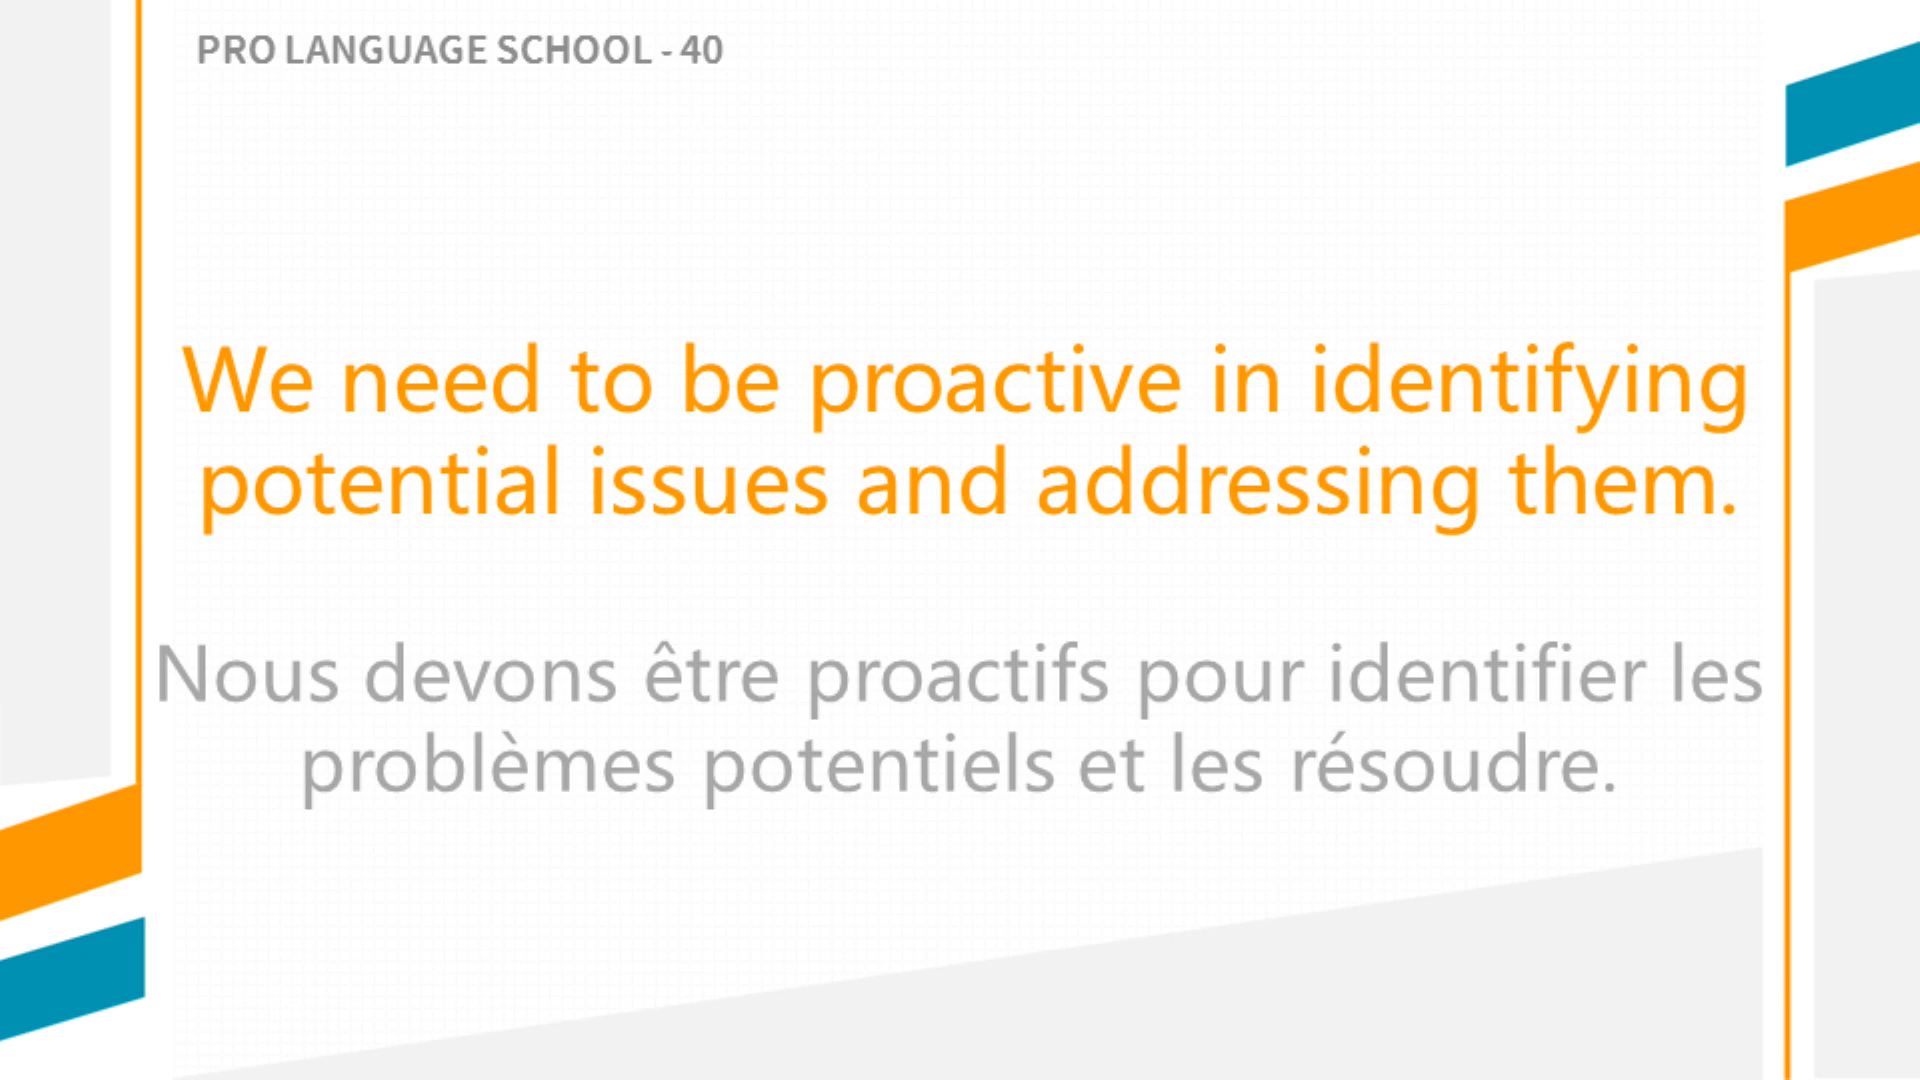 PRO LANGUAGE SCHOOL - 40
We need to be proactive in identifying
potential issues and addressing them.
Nous devons être proactifs pour identifier les
problèmes potentiels et les résoudre.